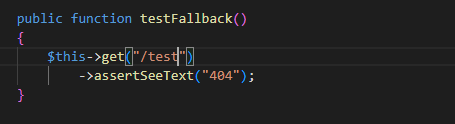 public function testFallback()
{
    $this->get("/test")
        ->assertSeeText("404");
}